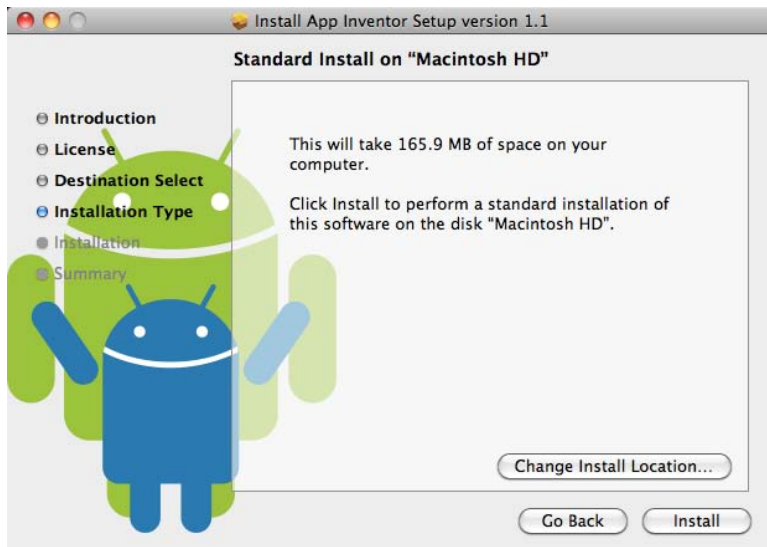 Install App Inventor Setup version 1.1
Standard Install on “Macintosh HD”
Introduction
License
Destination Select
Installation Type
Installation
Summary
This will take 165.9 MB of space on your
computer.
Click Install to perform a standard installation of
this software on the disk “Macintosh HD”.
Change Install Location...
Go Back
Install